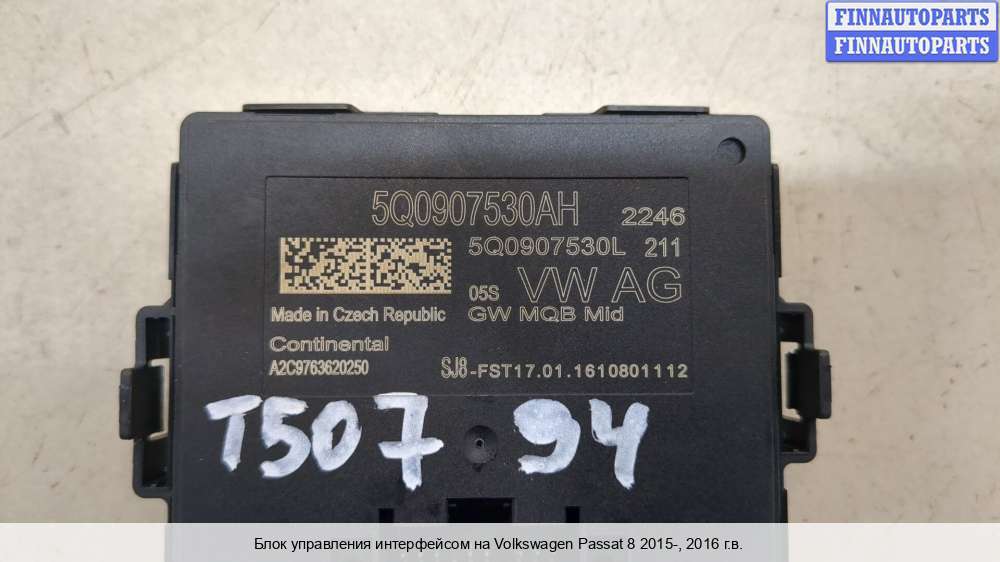 FINNAUTOPARTS
FINNAUTOPARTS
5Q0907530AH 2246
5Q0907530L 211
05S VW AG
Made in Czech Republic GW MQB Mid
Continental
A2C9763620250 SJ8-FST17.01.1610801112
T507 94
Блок управления интерфейсом на Volkswagen Passat 8 2015-, 2016 г.в.